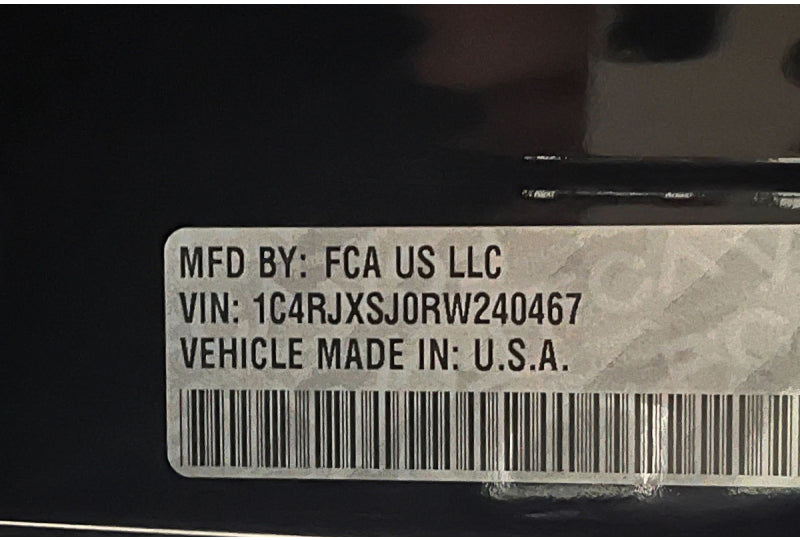 MFD BY: FCA US LLC
VIN: 1C4RJXSJ0RW240467
VEHICLE MADE IN: U.S.A.